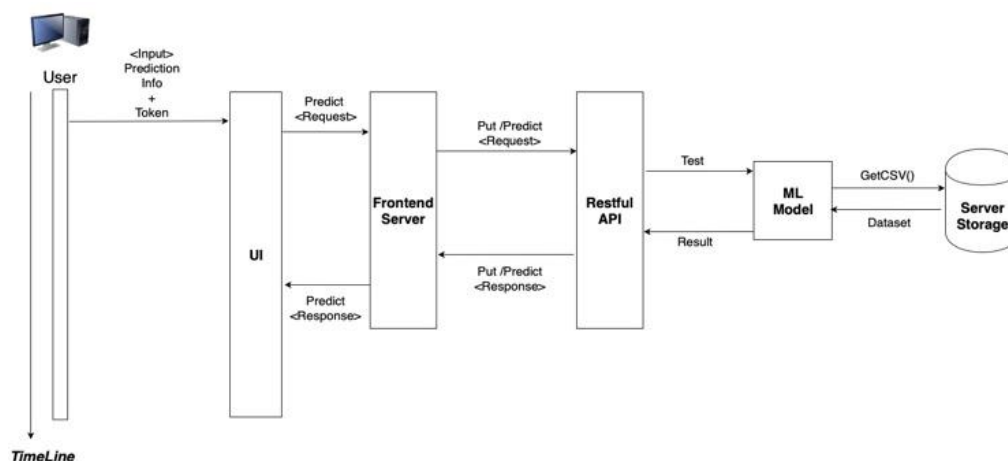 User
<Input>
Prediction
Info
+
Token
UI
Predict
<Request>
Predict
<Response>
Frontend
Server
Put /Predict
<Request>
Put /Predict
<Response>
Restful
API
Test
Result
ML
Model
GetCSV()
Dataset
Server
Storage
TimeLine